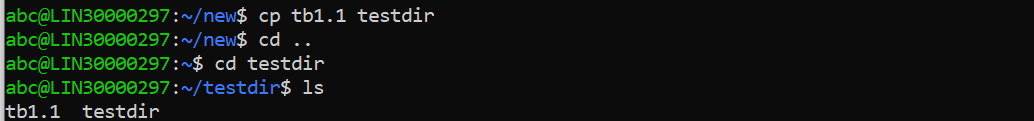 abc@LIN30000297:~/new$ cp tb1.1 testdir
abc@LIN30000297:~/new$ cd ..
abc@LIN30000297:~$ cd testdir
abc@LIN30000297:~/testdir$ ls
tb1.1  testdir